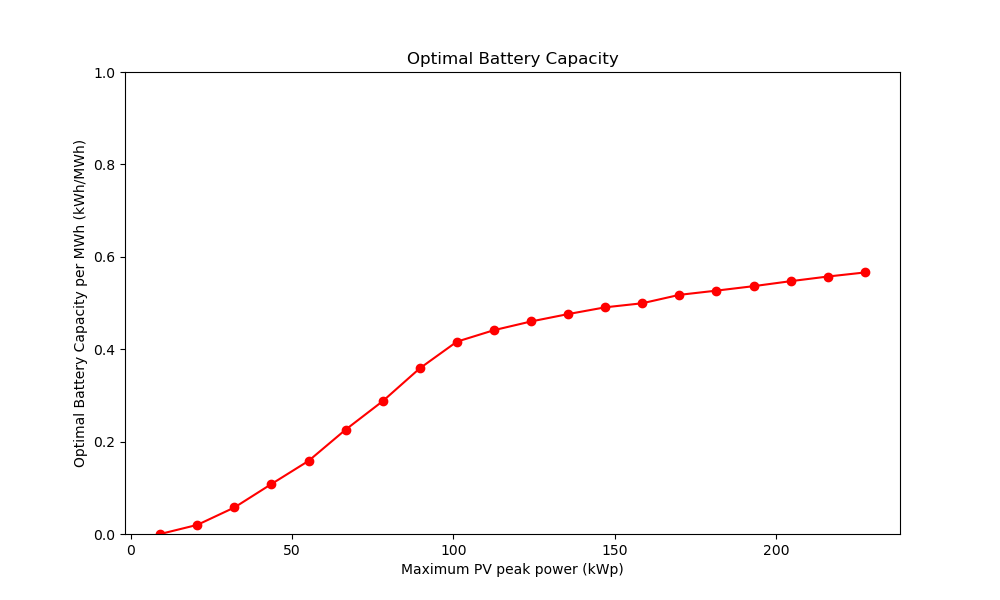 Optimal Battery Capacity
Optimal Battery Capacity per MWh (kWh/MWh)
1.0
0.8
0.6
0.4
0.2
0.0
0 50 100 150 200
Maximum PV peak power (kWp)